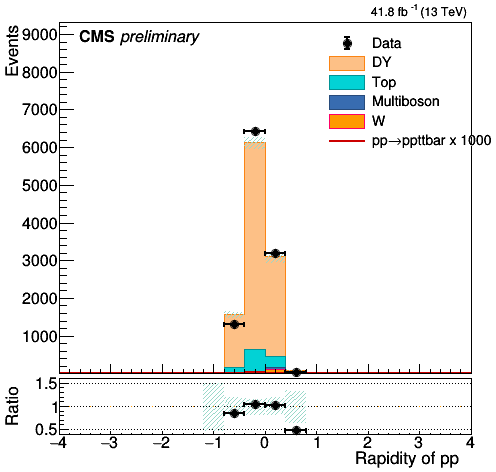 41.8 fb⁻¹ (13 TeV)
CMS preliminary
Events
9000
8000
7000
6000
5000
4000
3000
2000
1000
Data
DY
Top
Multiboson
W
pp→ppttbar x 1000
Ratio
1.5
1
0.5
−4 −3 −2 −1 0 1 2 3 4
Rapidity of pp